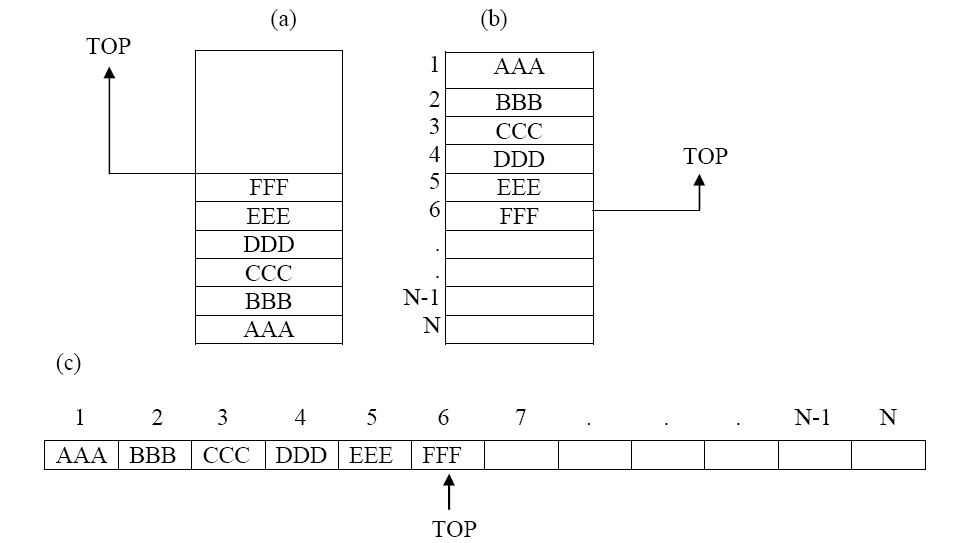 (a)
TOP
FFF
EEE
DDD
CCC
BBB
AAA
(b)
1 AAA
2 BBB
3 CCC
4 DDD
5 EEE
6 FFF
.
.
N-1
N
TOP
(c)
1 2 3 4 5 6 7 . . . N-1 N
AAA BBB CCC DDD EEE FFF
TOP